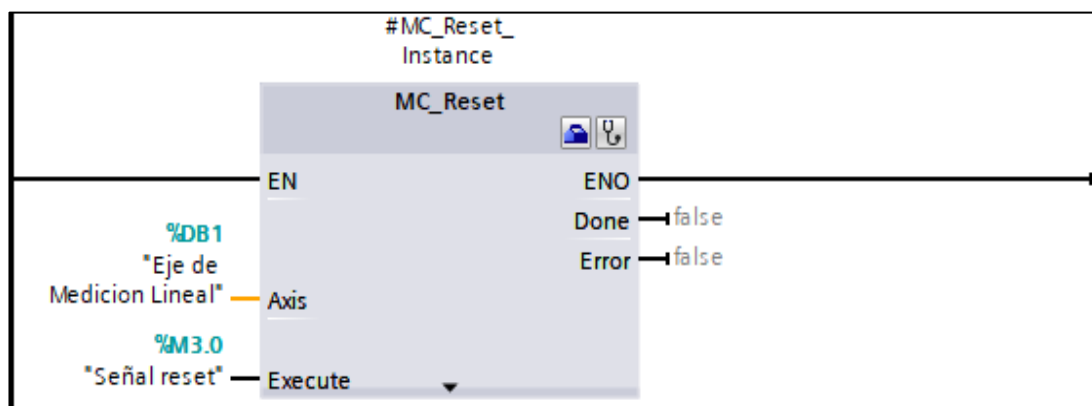 #MC_Reset_
Instance
MC_Reset
EN
ENO
Done
false
Error
false
%DB1
"Eje de
Medicion Lineal"
Axis
%M3.0
"Señal reset"
Execute